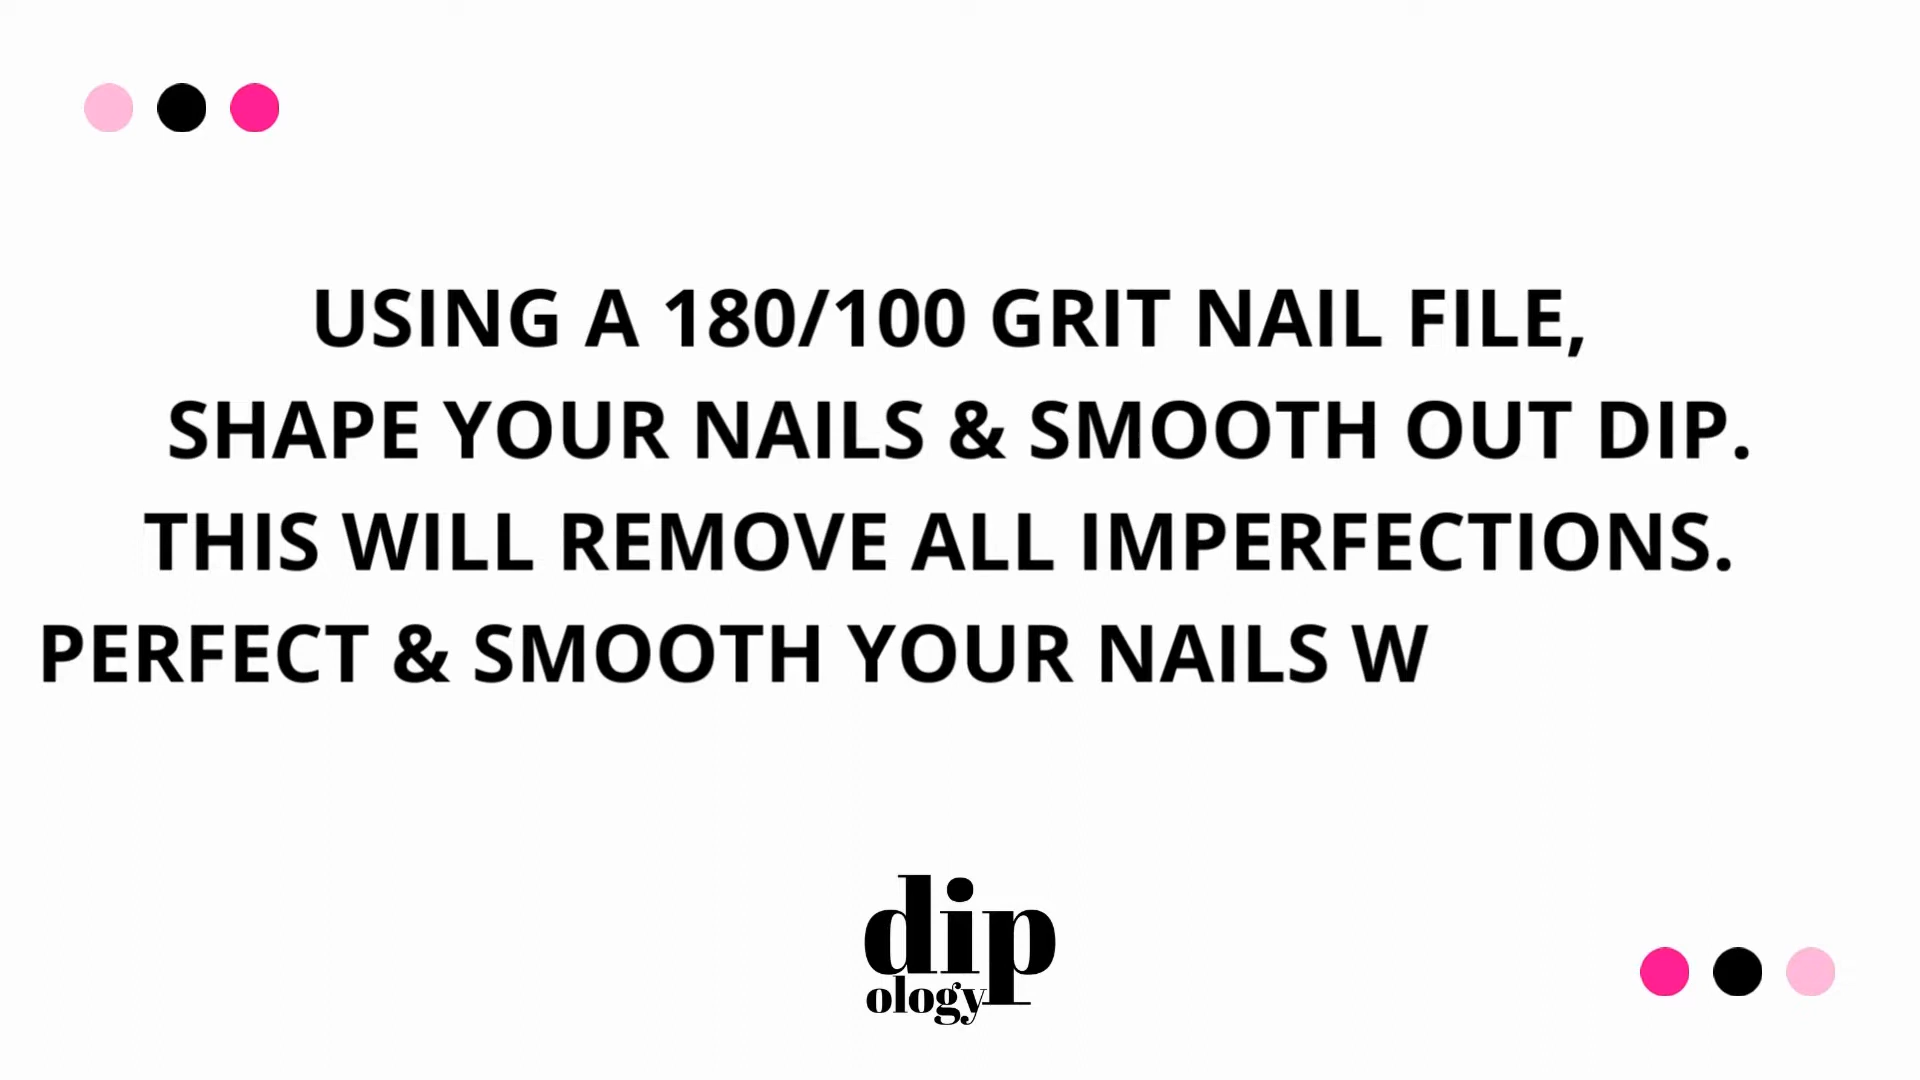 USING A 180/100 GRIT NAIL FILE,
SHAPE YOUR NAILS & SMOOTH OUT DIP.
THIS WILL REMOVE ALL IMPERFECTIONS.
PERFECT & SMOOTH YOUR NAILS W
dip
ology